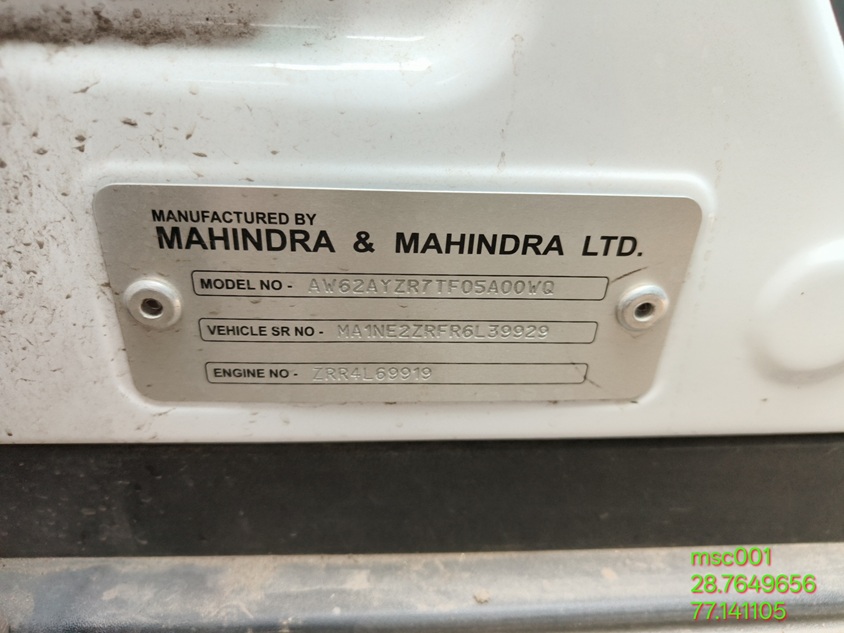 MANUFACTURED BY
MAHINDRA & MAHINDRA LTD.
MODEL NO - AW62AYZR7TF05A00WQ
VEHICLE SR NO - MA1NE2ZRFR6L39929
ENGINE NO - ZRR4L69919
msc001
28.7649656
77.141105